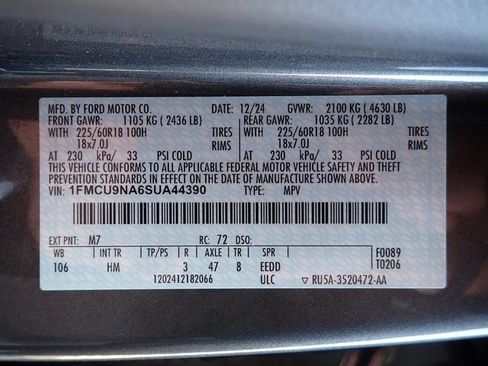 MFD. BY FORD MOTOR CO. 12/24 GVWR: 2100 KG ( 4630 LB)
FRONT GAWR: 1105 KG ( 2436 LB) REAR GAWR: 1035 KG ( 2282 LB)
WITH 225/60R18 100H TIRES WITH 225/60R18 100H TIRES
18x7.0J RIMS 18x7.0J RIMS
AT 230 kPa/ 33 PSI COLD AT 230 kPa/ 33 PSI COLD
THIS VEHICLE CONFORMS TO ALL APPLICABLE FEDERAL MOTOR VEHICLE
SAFETY AND THEFT PREVENTION STANDARDS IN EFFECT ON THE DATE OF MANUFACTURE SHOWN ABOVE.
VIN: 1FMCU9NA6SUA44390 TYPE: MPV
EXT PNT: M7 RC: 72 DSO: F0089
WB INT TR TP/PS R AXLE TR SPR T0206
106 HM 3 47 8 EEDD
1202412182066 ULC ▽ RU5A-3520472-AA